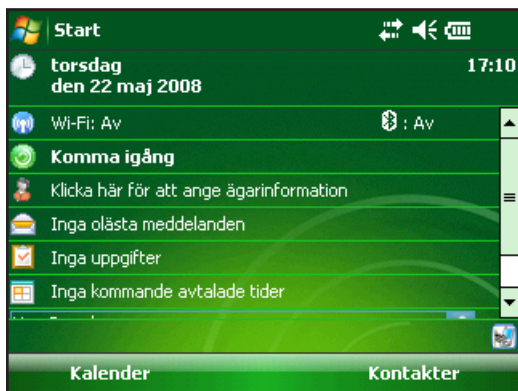 Start
torsdag 17:10
den 22 maj 2008
Wi-Fi: Av : Av
Komma igång
Klicka här för att ange ägarinformation
Inga olästa meddelanden
Inga uppgifter
Inga kommande avtalade tider
Kalender Kontakter